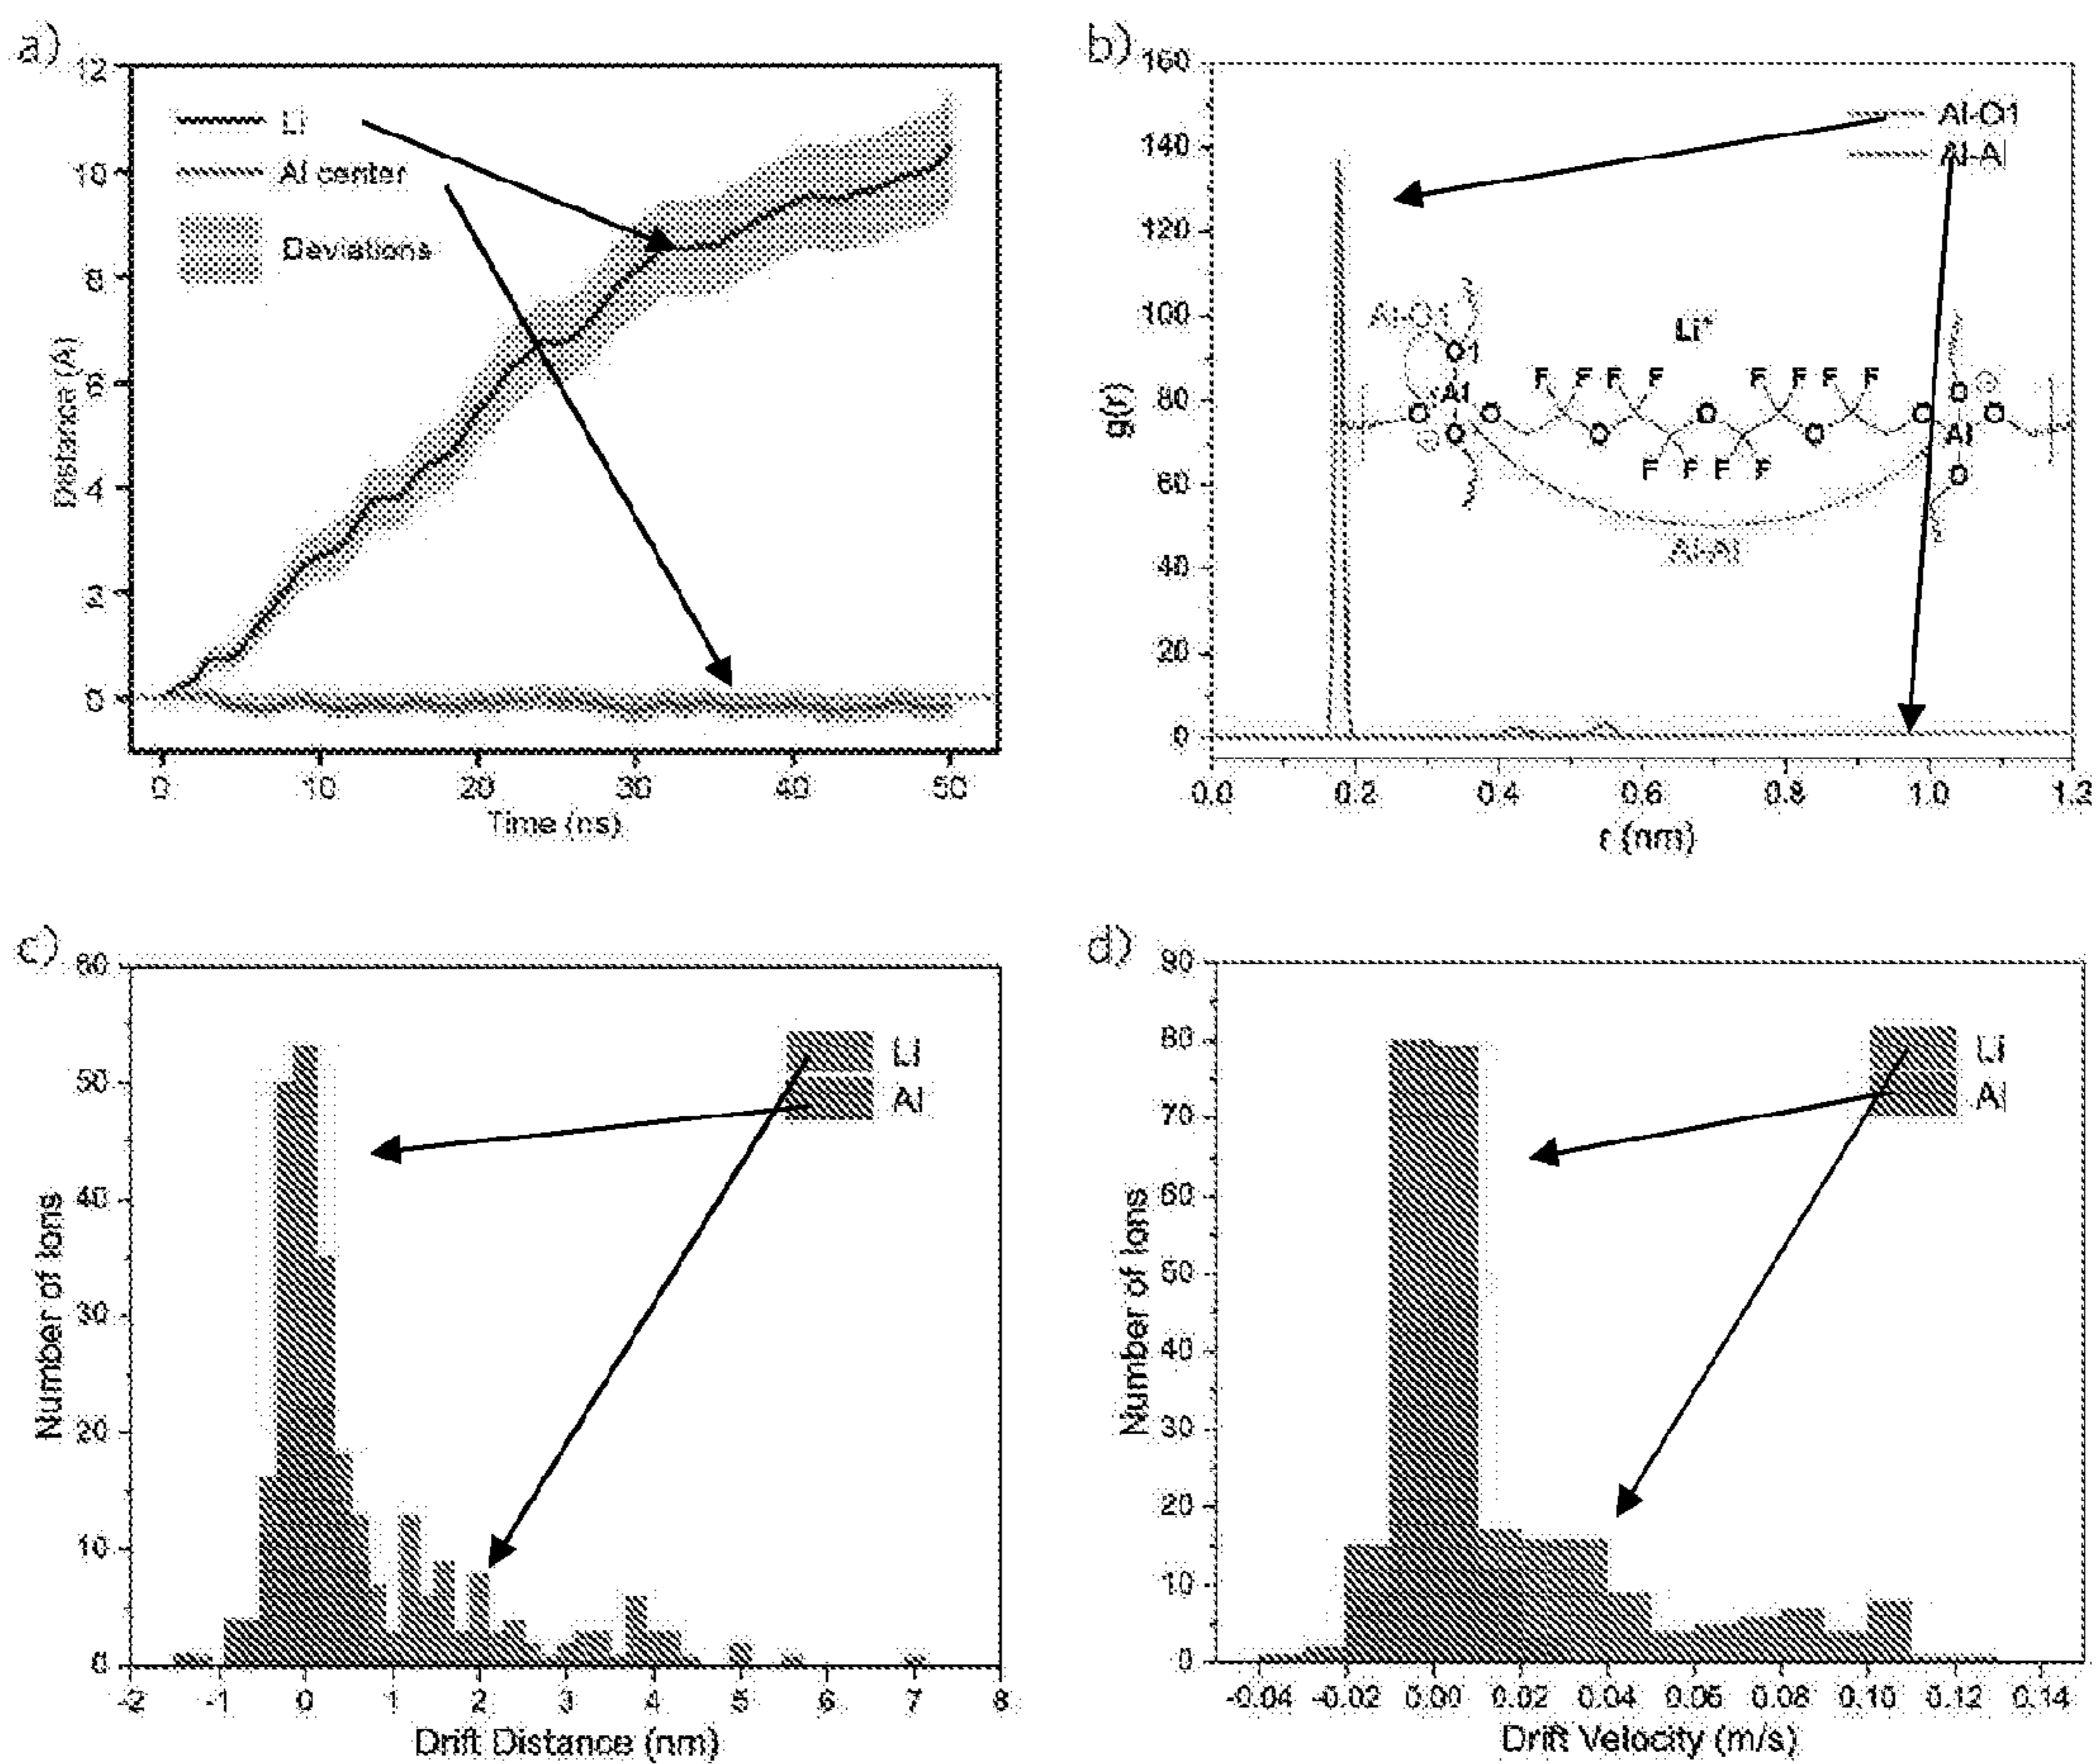 a)
12
10
8
6
4
2
0
Distance (Å)
Li
Al center
Deviations
0 10 20 30 40 50
Time (ns)
b)
160
140
120
100
80
60
40
20
0
g(r)
Al-O1
Al-Al
Al-O1
Li+
O1
F F F F F F F F
O Al O O O O O Al O
O
O
F F F F
O
Al-Al
0.0 0.2 0.4 0.6 0.8 1.0 1.2
r (nm)
c)
60
50
40
30
20
10
0
Number of Ions
Li
Al
-2 -1 0 1 2 3 4 5 6 7 8
Drift Distance (nm)
d)
90
80
70
60
50
40
30
20
10
0
Number of Ions
Li
Al
-0.04 -0.02 0.00 0.02 0.04 0.06 0.08 0.10 0.12 0.14
Drift Velocity (m/s)